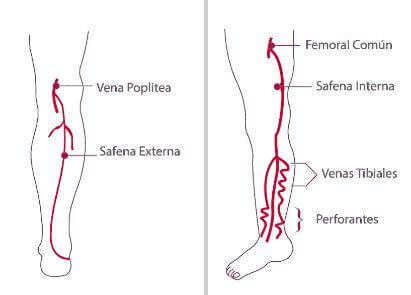 Vena Poplitea
Safena Externa
Femoral Común
Safena Interna
Venas Tibiales
Perforantes